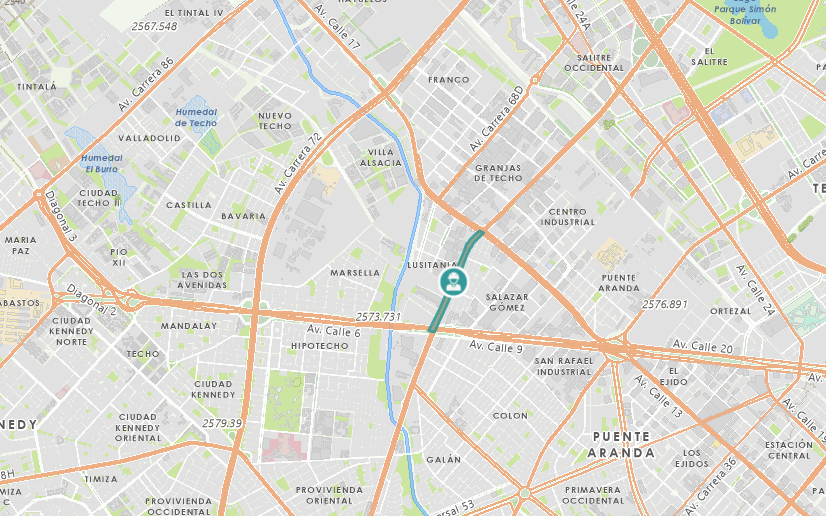 EL TINTAL IV
2567.548
Av. Calle 17
Calle 24A
Parque Simón
Bolívar
SALITRE
OCCIDENTAL
EL
SALITRE
TINTALÁ
Av. Carrera 86
FRANCO
Humedal
de Techo
NUEVO
TECHO
Av. Carrera 68D
VALLADOLID
Humedal
El Burro
VILLA
ALSACIA
Av. Carrera 72
GRANJAS
DE TECHO
CIUDAD
TECHO II
CASTILLA
BAVARIA
CENTRO
INDUSTRIAL
Diagonal 3
MARIA
PAZ
PIO
XII
LUSITANIA
MARSELLA
LAS DOS
AVENIDAS
PUENTE
ARANDA
Av. Calle 24
ABASTOS
Diagonal 2
SALAZAR
GÓMEZ
2576.891
ORTEZAL
2573.731
CIUDAD
KENNEDY
NORTE
MANDALAY
Av. Calle 6
HIPOTECHO
Av. Calle 9
Av. Calle 20
TECHO
SAN RAFAEL
INDUSTRIAL
EL
EJIDO
CIUDAD
KENNEDY
Av. Calle 13
Av. Calle 19
COLON
2579.39
CIUDAD
KENNEDY
ORIENTAL
PUENTE
ARANDA
ESTACIÓN
CENTRAL
LOS
EJIDOS
GALÁN
Av. Carrera 36
TIMIZA
PROVIVIENDA
ORIENTAL
PRIMAVERA
OCCIDENTAL